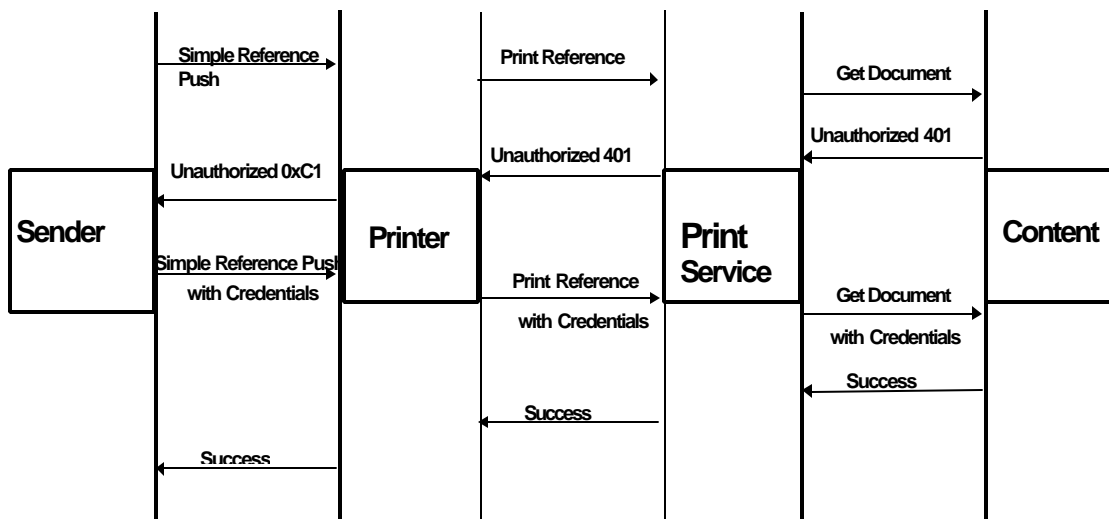 Simple Reference
Push
Print Reference
Get Document
Unauthorized 401
Unauthorized 401
Unauthorized 0xC1
Sender
Printer
Print
Service
Content
Simple Reference Push
with Credentials
Print Reference
with Credentials
Get Document
with Credentials
Success
Success
Success